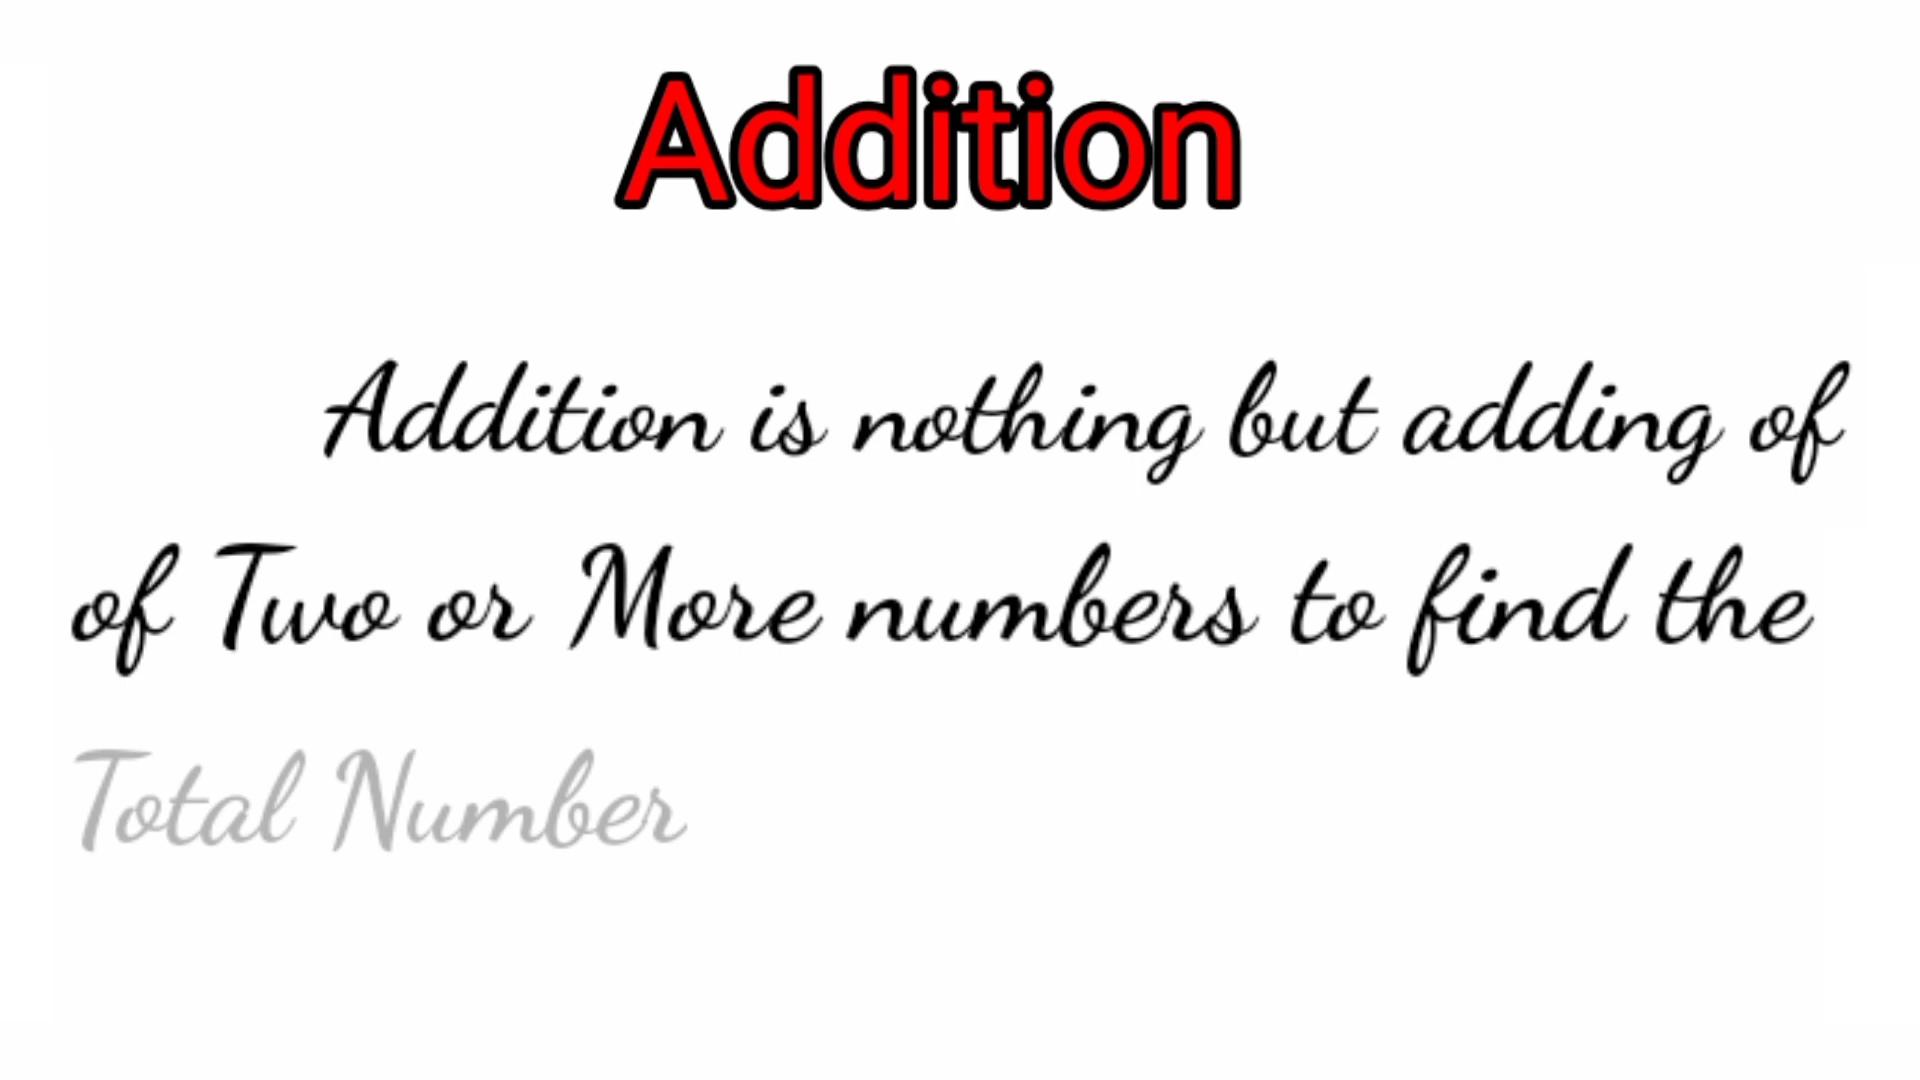 Addition
Addition is nothing but adding of
of Two or More numbers to find the
Total Number